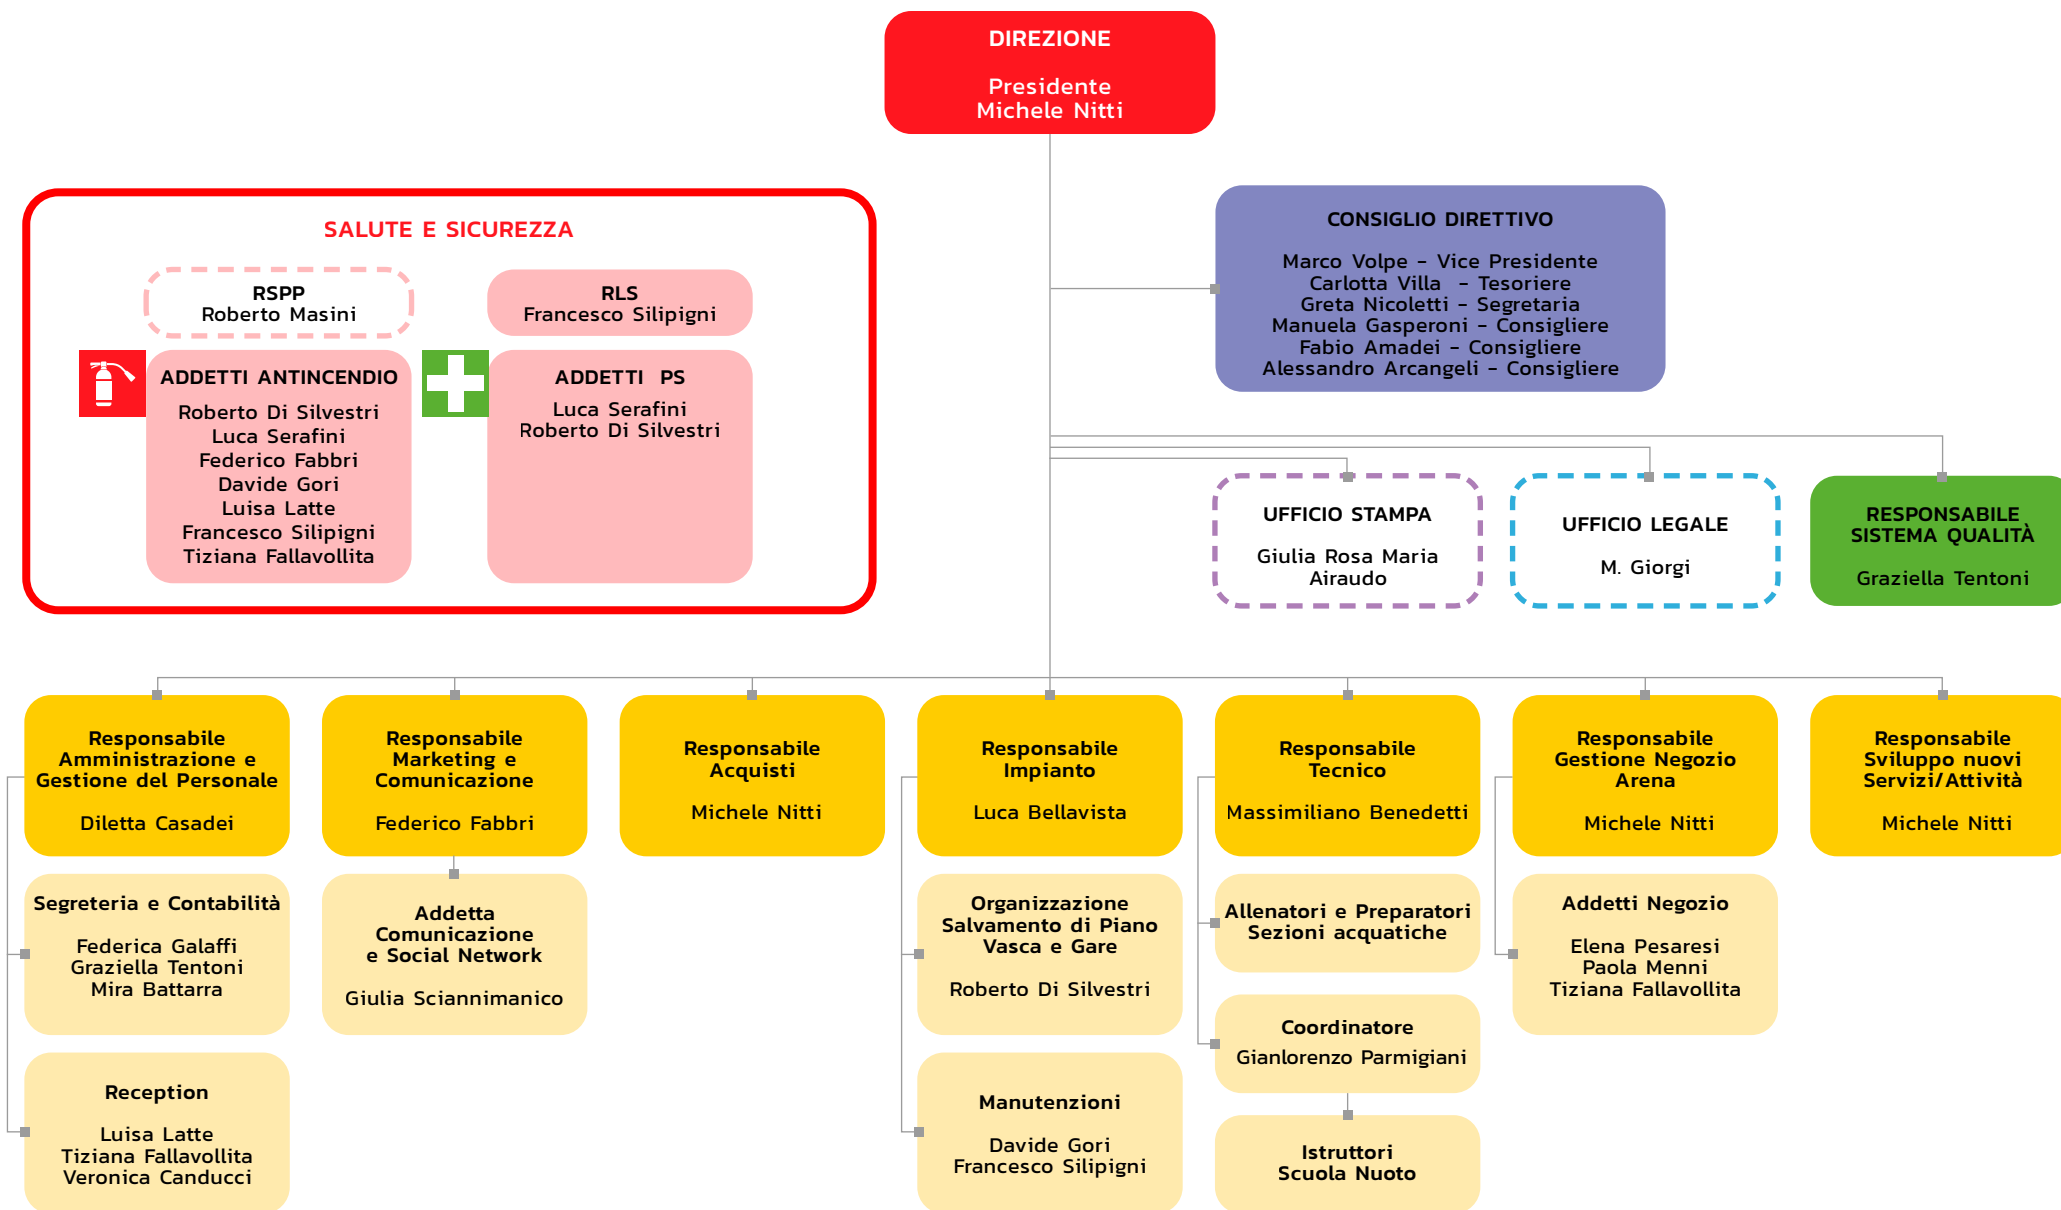 DIREZIONE
Presidente
Michele Nitti
CONSIGLIO DIRETTIVO
Marco Volpe - Vice Presidente
Carlotta Villa - Tesoriere
Greta Nicoletti - Segretaria
Manuela Gasperoni - Consigliere
Fabio Amadei - Consigliere
Alessandro Arcangeli - Consigliere
SALUTE E SICUREZZA
RSPP
Roberto Masini
RLS
Francesco Silipigni
ADDETTI ANTINCENDIO
Roberto Di Silvestri
Luca Serafini
Federico Fabbri
Davide Gori
Luisa Latte
Francesco Silipigni
Tiziana Fallavollita
ADDETTI PS
Luca Serafini
Roberto Di Silvestri
UFFICIO STAMPA
Giulia Rosa Maria
Airaudo
UFFICIO LEGALE
M. Giorgi
RESPONSABILE
SISTEMA QUALITÀ
Graziella Tentoni
Responsabile
Amministrazione e
Gestione del Personale
Diletta Casadei
Segreteria e Contabilità
Federica Galaffi
Graziella Tentoni
Mira Battarra
Reception
Luisa Latte
Tiziana Fallavollita
Veronica Canducci
Responsabile
Marketing e
Comunicazione
Federico Fabbri
Addetta
Comunicazione
e Social Network
Giulia Sciannimanico
Responsabile
Acquisti
Michele Nitti
Responsabile
Impianto
Luca Bellavista
Organizzazione
Salvamento di Piano
Vasca e Gare
Roberto Di Silvestri
Manutenzioni
Davide Gori
Francesco Silipigni
Responsabile
Tecnico
Massimiliano Benedetti
Allenatori e Preparatori
Sezioni acquatiche
Coordinatore
Gianlorenzo Parmigiani
Istruttori
Scuola Nuoto
Responsabile
Gestione Negozio
Arena
Michele Nitti
Addetti Negozio
Elena Pesaresi
Paola Menni
Tiziana Fallavollita
Responsabile
Sviluppo nuovi
Servizi/Attività
Michele Nitti